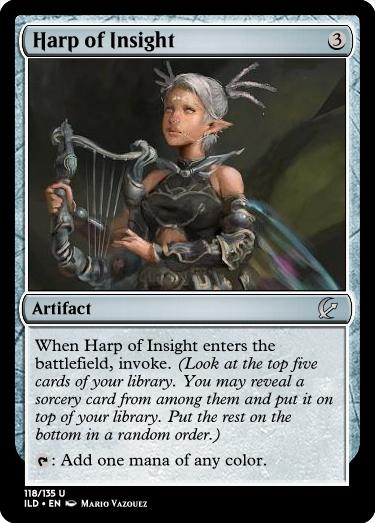 Harp of Insight 3
Artifact
When Harp of Insight enters the
battlefield, invoke. (Look at the top five
cards of your library. You may reveal a
sorcery card from among them and put it on
top of your library. Put the rest on the
bottom in a random order.)
: Add one mana of any color.
118/135 U
ILD • EN Mario Vazouez